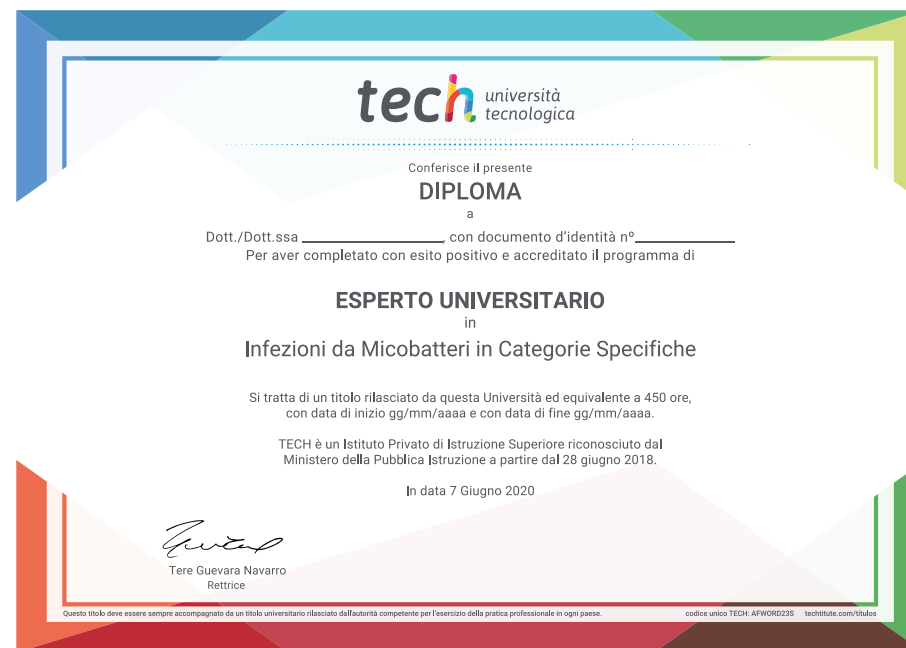 tech università
tecnologica
Conferisce il presente
DIPLOMA
a
Dott./Dott.ssa ____________________, con documento d'identità nº______________
Per aver completato con esito positivo e accreditato il programma di
ESPERTO UNIVERSITARIO
in
Infezioni da Micobatteri in Categorie Specifiche
Si tratta di un titolo rilasciato da questa Università ed equivalente a 450 ore,
con data di inizio gg/mm/aaaa e con data di fine gg/mm/aaaa.
TECH è un Istituto Privato di Istruzione Superiore riconosciuto dal
Ministero della Pubblica Istruzione a partire dal 28 giugno 2018.
In data 7 Giugno 2020
Tere Guevara Navarro
Rettrice
Questo titolo deve essere sempre accompagnato da un titolo universitario rilasciato dall'autorità competente per l'esercizio della pratica professionale in ogni paese. codice unico TECH: AFWORD23S techtitute.com/títulos